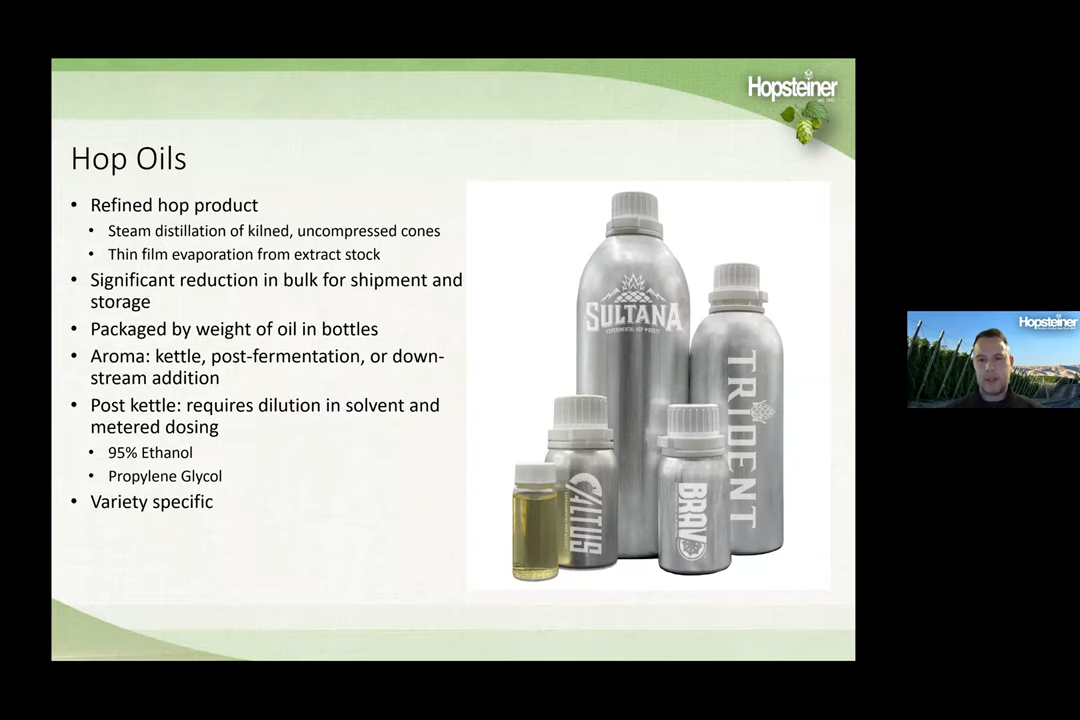 Hopsteiner
Hop Oils
• Refined hop product
• Steam distillation of kilned, uncompressed cones
• Thin film evaporation from extract stock
• Significant reduction in bulk for shipment and
storage
• Packaged by weight of oil in bottles
• Aroma: kettle, post-fermentation, or down-
stream addition
• Post kettle: requires dilution in solvent and
metered dosing
• 95% Ethanol
• Propylene Glycol
• Variety specific
SULTANA
TRIDENT
CALTUS
BRAVO
Hopsteiner